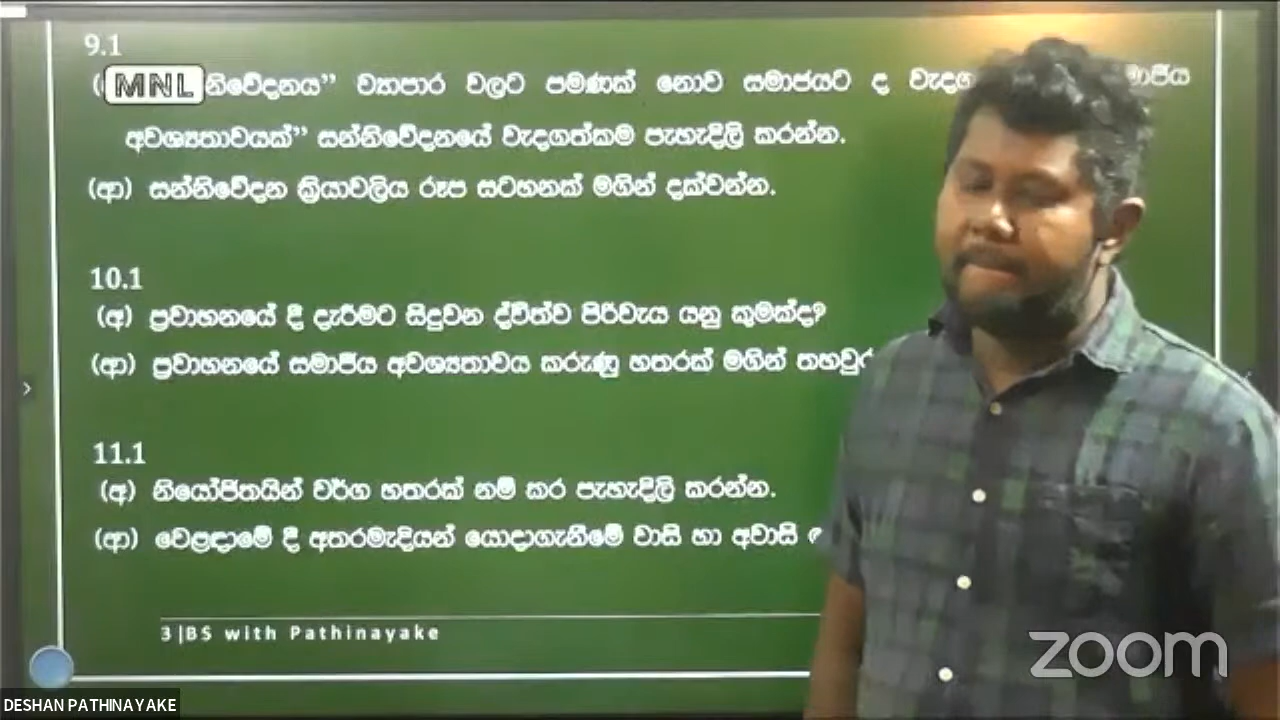 9.1
( MNL නිවේදනය” ව්‍යාපාර වලට පමණක් නොව සමාජයට ද
අවශ්‍යතාවයක්” සන්නිවේදනයේ වැදගත්කම පැහැදිලි කරන්න.
(ආ) සන්නිවේදන ක්‍රියාවලිය රූප සටහනක් මගින් දක්වන්න.
10.1
(අ) ප්‍රවාහනයේ දී දැරිමට සිදුවන ද්විත්ව පිරිවැය යනු කුමක්ද?
(ආ) ප්‍රවාහනයේ සමාජිය අවශ්‍යතාවය කරුණු හතරක් මගින්
11.1
(අ) නියෝජිතයින් වර්ග හතරක් නම් කර පැහැදිලි කරන්න.
(ආ) වෙළඳාමේ දී අතරමැදියන් යොදාගැනීමේ වාසි හා අවාසි
3|BS with Pathinayake
zoom
DESHAN PATHINAYAKE